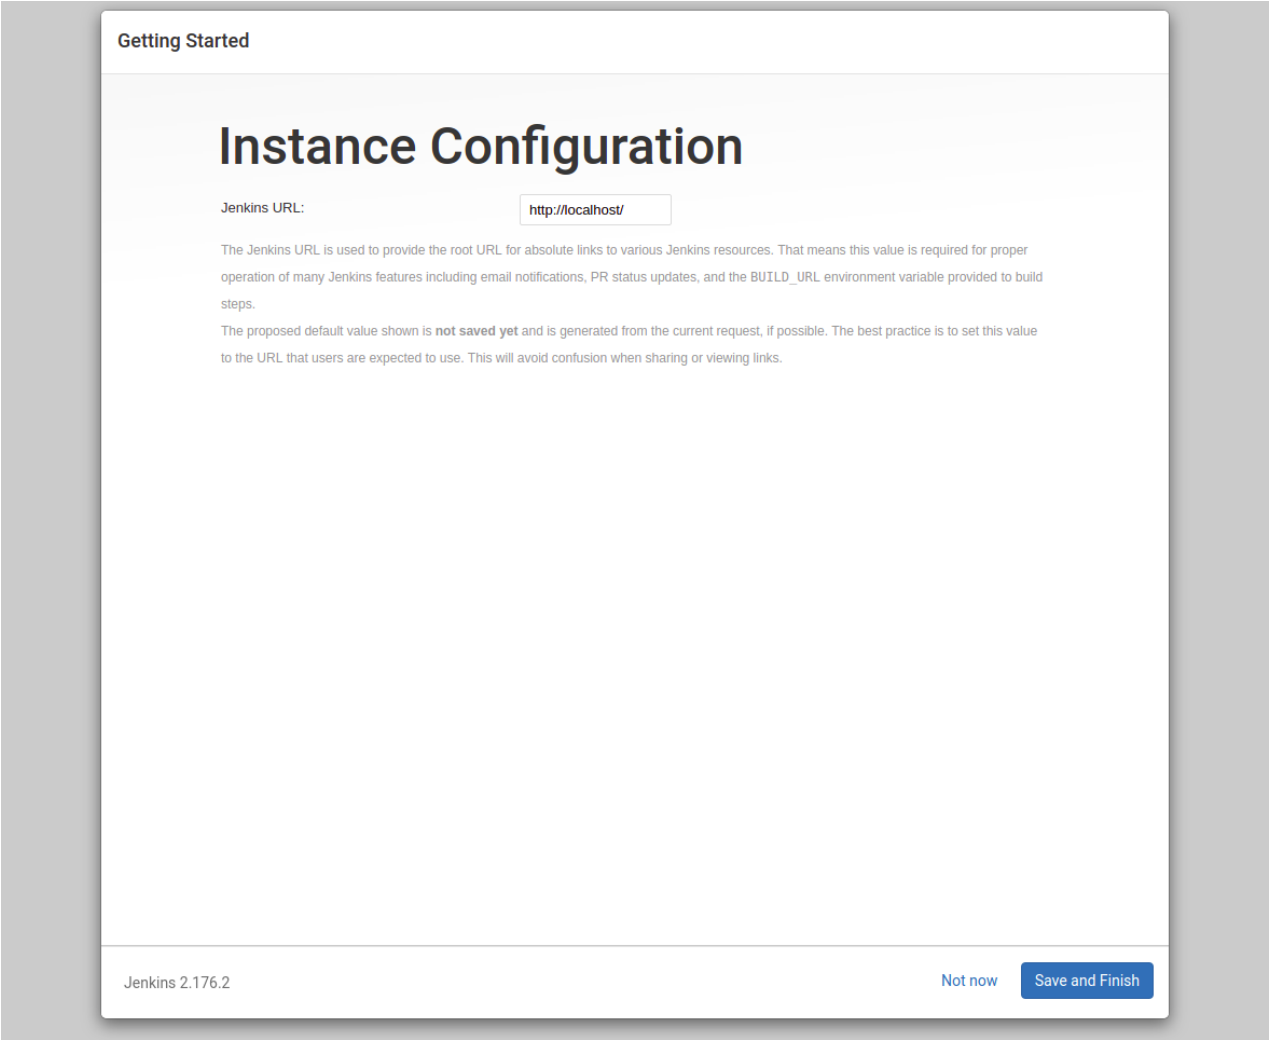 Getting Started
Instance Configuration
Jenkins URL: http://localhost/
The Jenkins URL is used to provide the root URL for absolute links to various Jenkins resources. That means this value is required for proper
operation of many Jenkins features including email notifications, PR status updates, and the BUILD_URL environment variable provided to build
steps.
The proposed default value shown is not saved yet and is generated from the current request, if possible. The best practice is to set this value
to the URL that users are expected to use. This will avoid confusion when sharing or viewing links.
Jenkins 2.176.2 Not now Save and Finish